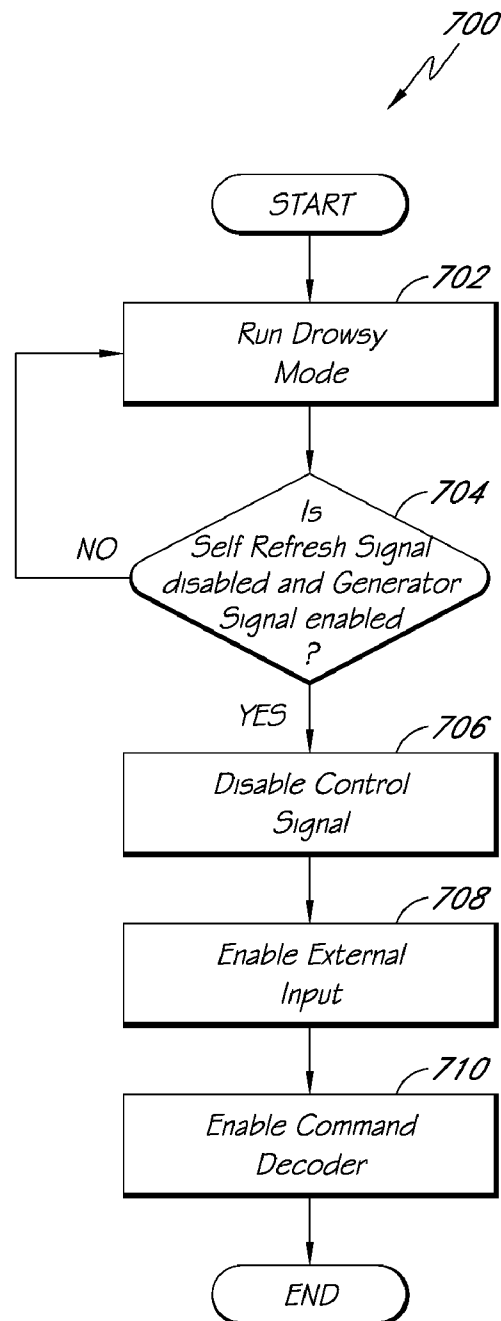 700
START
702
Run Drowsy
Mode
704
Is
Self Refresh Signal
disabled and Generator
Signal enabled
?
NO
YES
706
Disable Control
Signal
708
Enable External
Input
710
Enable Command
Decoder
END